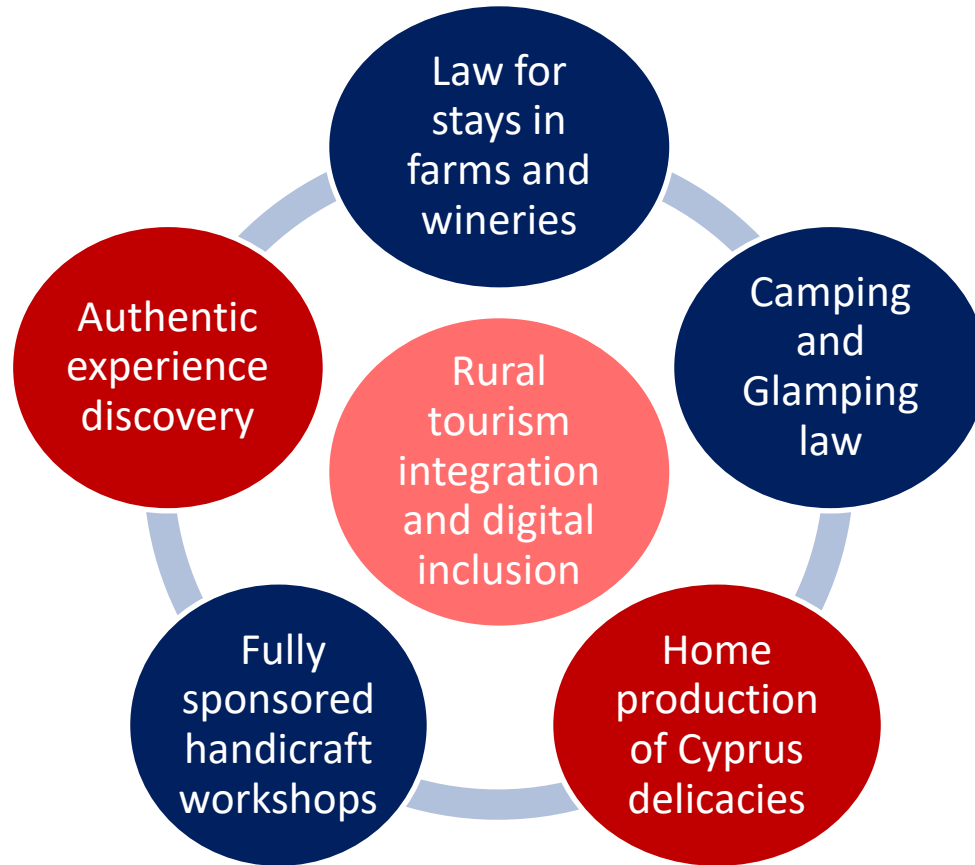 Law for
stays in
farms and
wineries
Camping
and
Glamping
law
Home
production
of Cyprus
delicacies
Fully
sponsored
handicraft
workshops
Authentic
experience
discovery
Rural
tourism
integration
and digital
inclusion